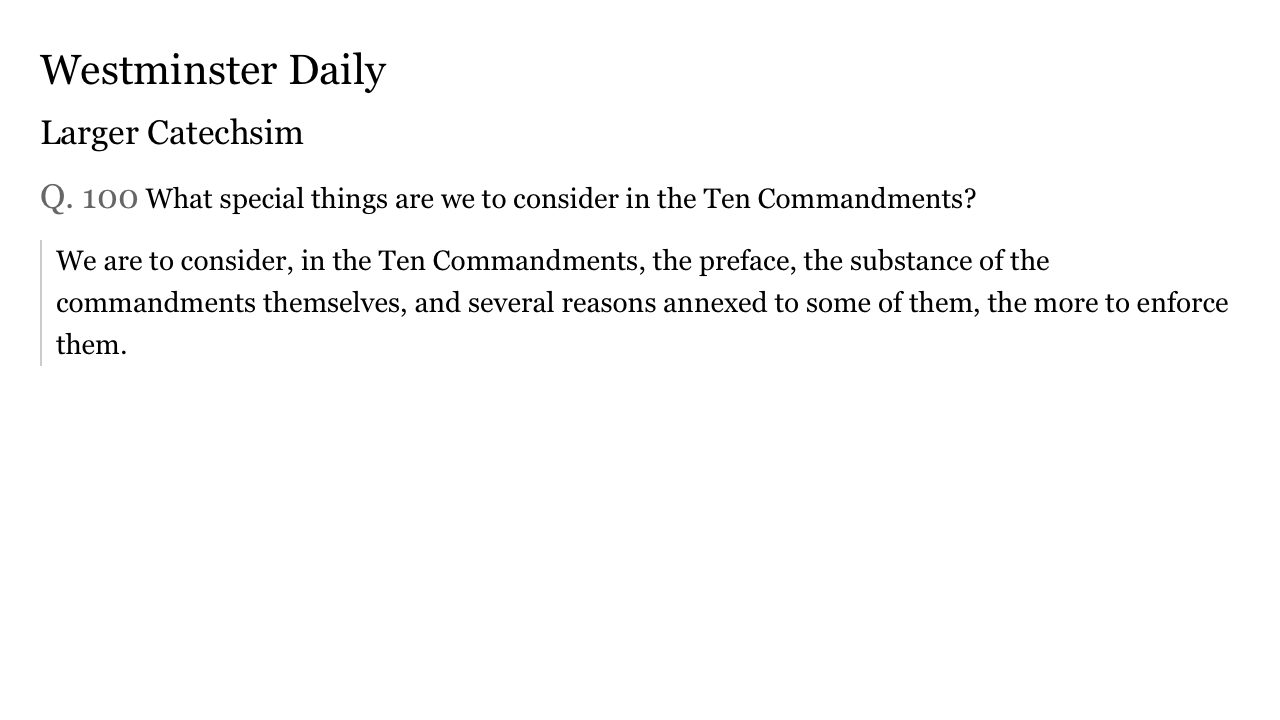 Westminster Daily
Larger Catechsim
Q. 100 What special things are we to consider in the Ten Commandments?
We are to consider, in the Ten Commandments, the preface, the substance of the
commandments themselves, and several reasons annexed to some of them, the more to enforce
them.